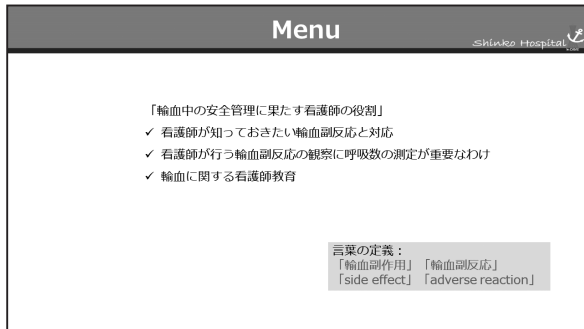 Menu
Shinko Hospital
「輸血中の安全管理に果たす看護師の役割」
✓ 看護師が知っておきたい輸血副反応と対応
✓ 看護師が行う輸血副反応の観察に呼吸数の測定が重要なわけ
✓ 輸血に関する看護師教育
言葉の定義：
「輸血副作用」「輸血副反応」
「side effect」「adverse reaction」